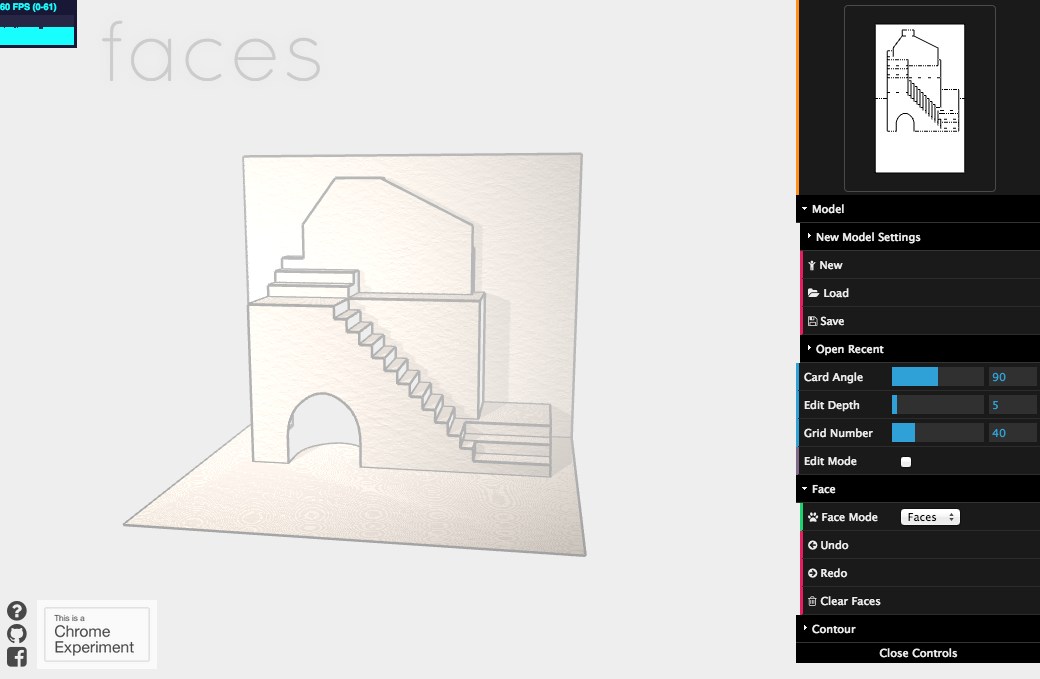 60 FPS (0-61)
faces
Model
New Model Settings
New
Load
Save
Open Recent
Card Angle 90
Edit Depth 5
Grid Number 40
Edit Mode
Face
Face Mode Faces
Undo
Redo
Clear Faces
Contour
Close Controls
This is a
Chrome
Experiment